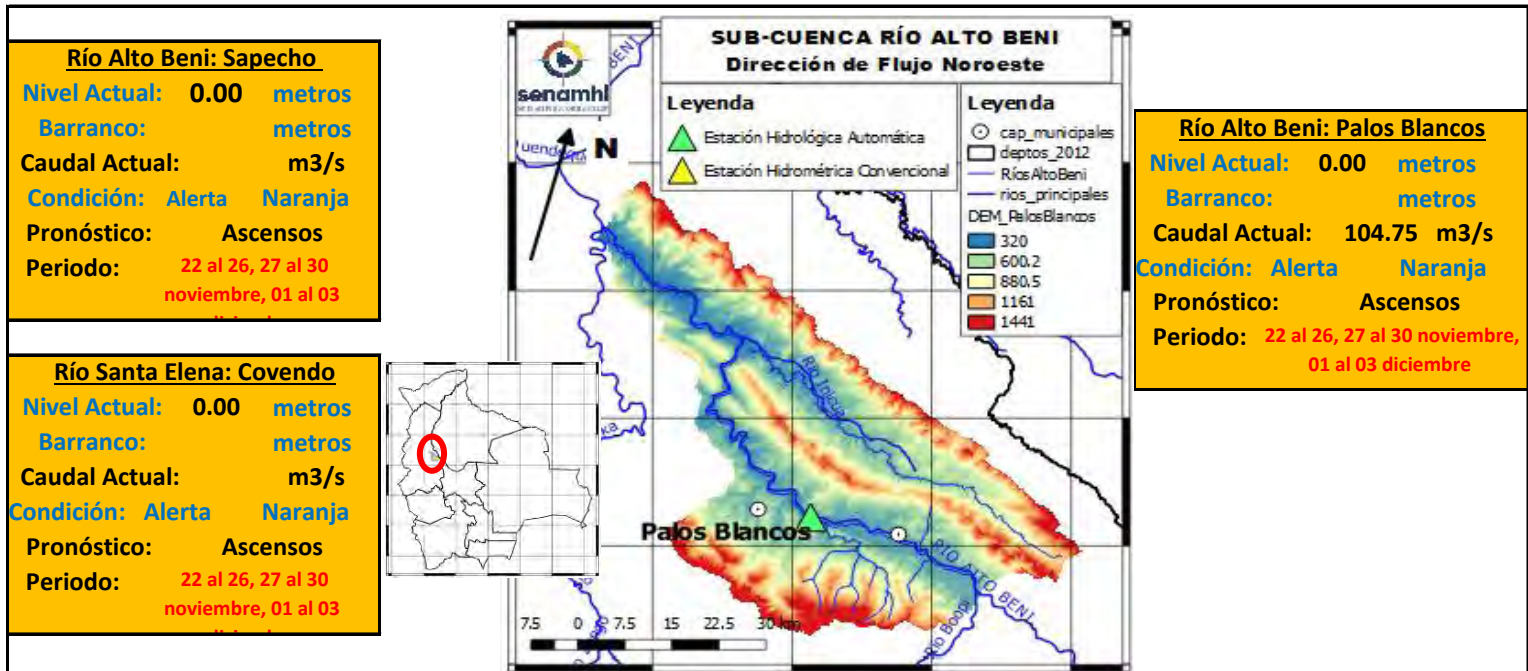 Río Alto Beni: Sapecho
Nivel Actual: 0.00 metros
Barranco: metros
Caudal Actual: m3/s
Condición: Alerta Naranja
Pronóstico: Ascensos
Periodo: 22 al 26, 27 al 30
noviembre, 01 al 03
Río Santa Elena: Covendo
Nivel Actual: 0.00 metros
Barranco: metros
Caudal Actual: m3/s
Condición: Alerta Naranja
Pronóstico: Ascensos
Periodo: 22 al 26, 27 al 30
noviembre, 01 al 03
senamhi
SUB-CUENCA RÍO ALTO BENI
Dirección de Flujo Noroeste
Leyenda
Estación Hidrológica Automática
Estación Hidrométrica Convencional
Leyenda
cap_municipales
deptos_2012
RíosAltoBeni
rios_principales
DEM_PalosBlancos
320
600.2
880.5
1161
1441
N
BENI
Palos Blancos
RÍO ALTO BENI
7.5 0 7.5 15 22.5 30 km
Río Alto Beni: Palos Blancos
Nivel Actual: 0.00 metros
Barranco: metros
Caudal Actual: 104.75 m3/s
Condición: Alerta Naranja
Pronóstico: Ascensos
Periodo: 22 al 26, 27 al 30 noviembre,
01 al 03 diciembre